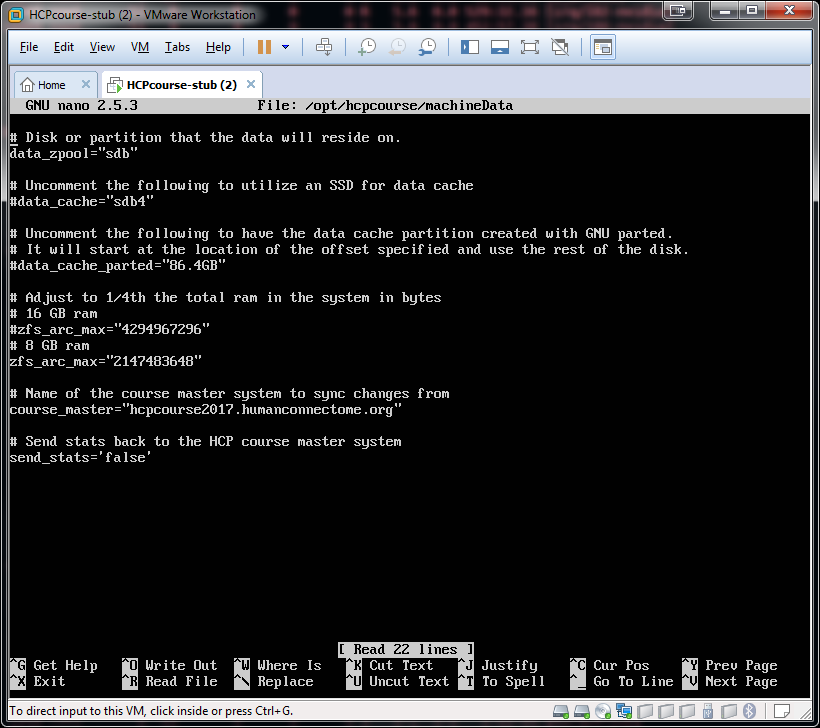 HCPcourse-stub (2) - VMware Workstation
File Edit View VM Tabs Help
Home HCPcourse-stub (2)
GNU nano 2.5.3 File: /opt/hcpcourse/machineData
# Disk or partition that the data will reside on.
data_zpool="sdb"
# Uncomment the following to utilize an SSD for data cache
#data_cache="sdb4"
# Uncomment the following to have the data cache partition created with GNU parted.
# It will start at the location of the offset specified and use the rest of the disk.
#data_cache_parted="86.4GB"
# Adjust to 1/4th the total ram in the system in bytes
# 16 GB ram
#zfs_arc_max="4294967296"
# 8 GB ram
zfs_arc_max="2147483648"
# Name of the course master system to sync changes from
course_master="hcpcourse2017.humanconnectome.org"
# Send stats back to the HCP course master system
send_stats='false'
[ Read 22 lines ]
^G Get Help ^O Write Out ^W Where Is ^K Cut Text ^J Justify ^C Cur Pos ^Y Prev Page
^X Exit ^R Read File ^\ Replace ^U Uncut Text ^T To Spell ^_ Go To Line ^V Next Page
To direct input to this VM, click inside or press Ctrl+G.